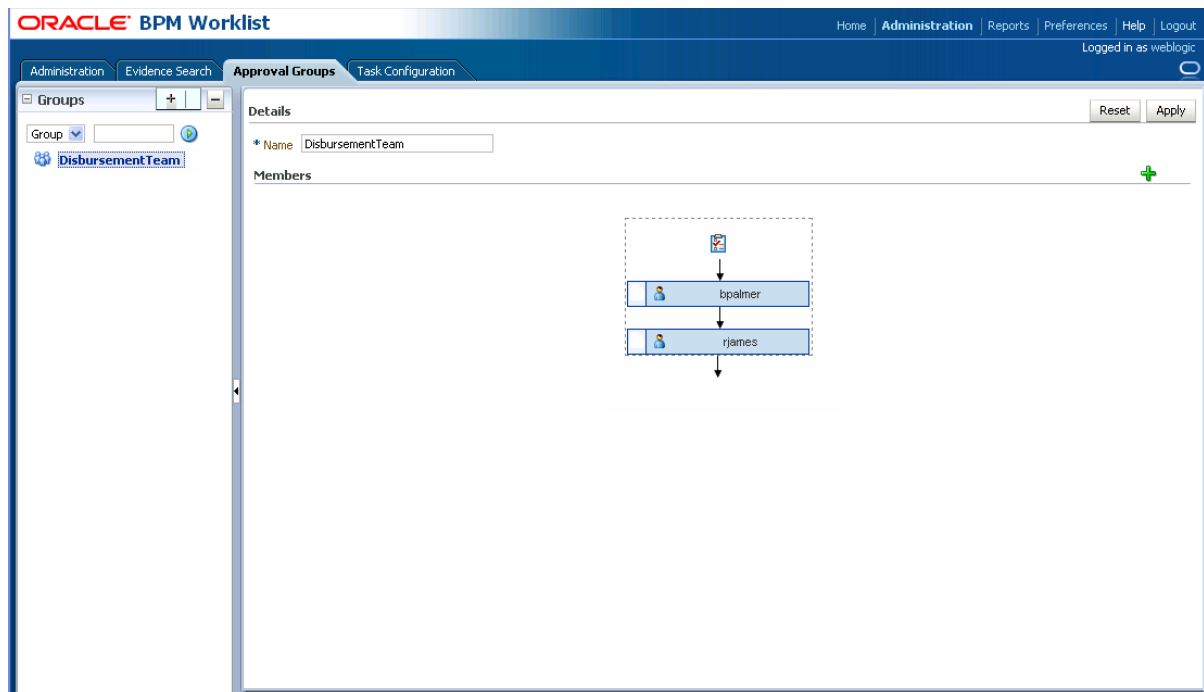 ORACLE BPM Worklist
Home Administration Reports Preferences Help Logout
Logged in as weblogic
Administration Evidence Search Approval Groups Task Configuration
Groups
Group
DisbursementTeam
Details
Reset Apply
* Name DisbursementTeam
Members
bpalmer
rjames